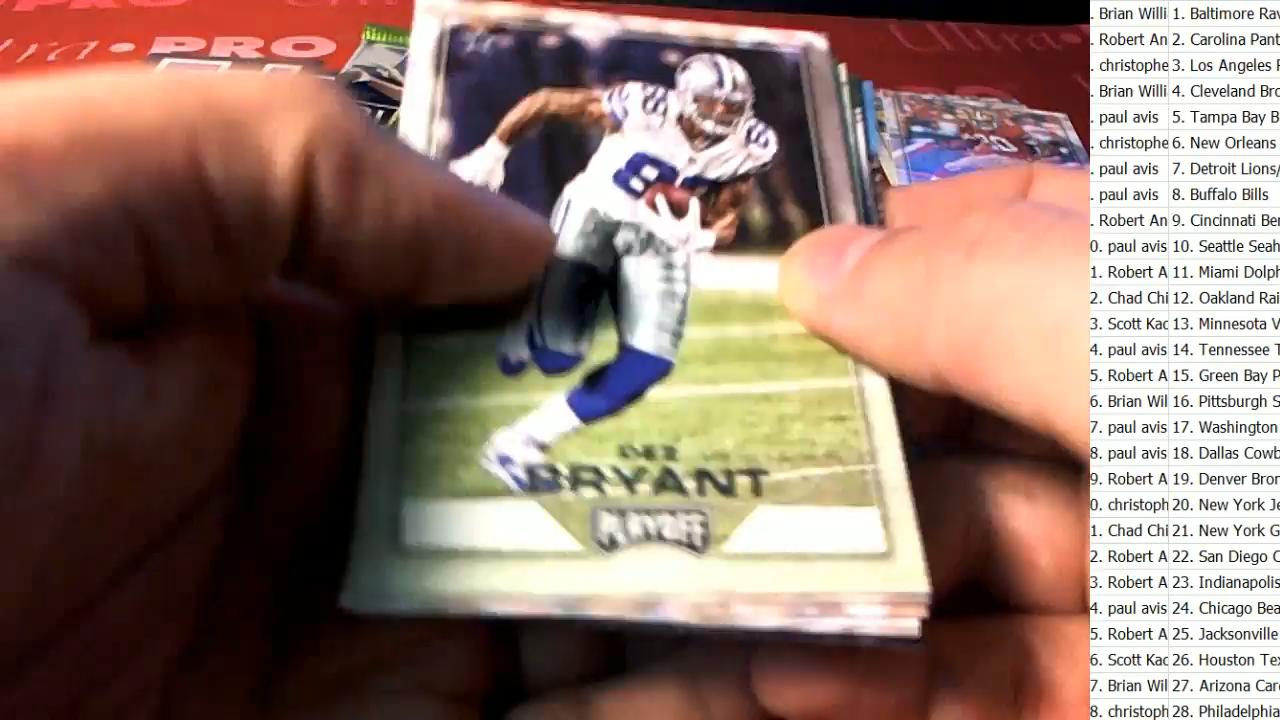 PRO
Ultra
DEZ
BRYANT
PLAYOFF
. Brian Willi 1. Baltimore Rav
. Robert An 2. Carolina Pant
. christophe 3. Los Angeles R
. Brian Willi 4. Cleveland Bro
. paul avis 5. Tampa Bay B
. christophe 6. New Orleans
. paul avis 7. Detroit Lions/
. paul avis 8. Buffalo Bills
. Robert An 9. Cincinnati Be
0. paul avis 10. Seattle Seah
1. Robert A 11. Miami Dolph
2. Chad Chi 12. Oakland Rai
3. Scott Kac 13. Minnesota V
4. paul avis 14. Tennessee T
5. Robert A 15. Green Bay P
6. Brian Wil 16. Pittsburgh S
7. paul avis 17. Washington
8. paul avis 18. Dallas Cowb
9. Robert A 19. Denver Bron
0. christoph 20. New York Je
1. Chad Chi 21. New York G
2. Robert A 22. San Diego C
3. Robert A 23. Indianapolis
4. paul avis 24. Chicago Bea
5. Robert A 25. Jacksonville
6. Scott Kac 26. Houston Tex
7. Brian Wil 27. Arizona Card
8. christoph 28. Philadelphia